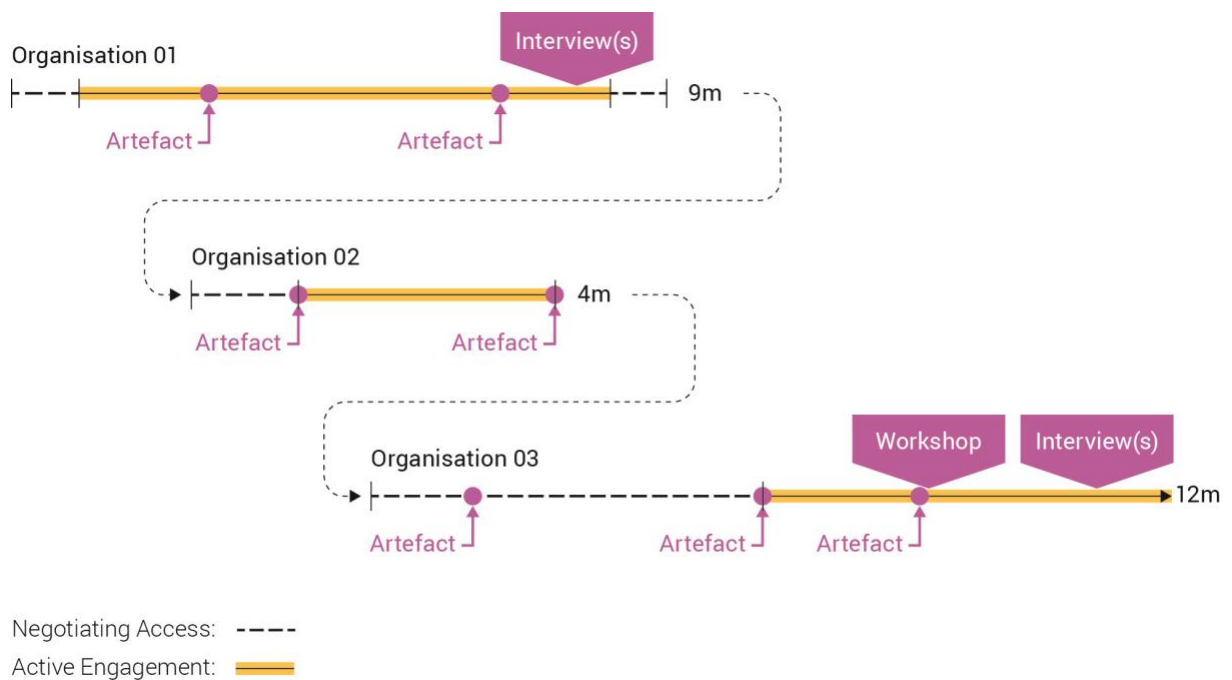 Interview(s)
Organisation 01
9m
Artefact
Artefact
Organisation 02
4m
Artefact
Artefact
Workshop
Interview(s)
Organisation 03
12m
Artefact
Artefact
Artefact
Negotiating Access:
Active Engagement: